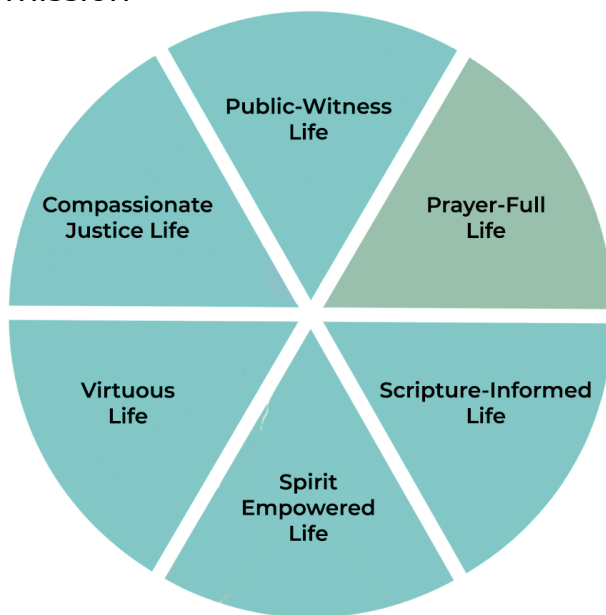 Public-Witness
Life
Prayer-Full
Life
Scripture-Informed
Life
Spirit
Empowered
Life
Virtuous
Life
Compassionate
Justice Life